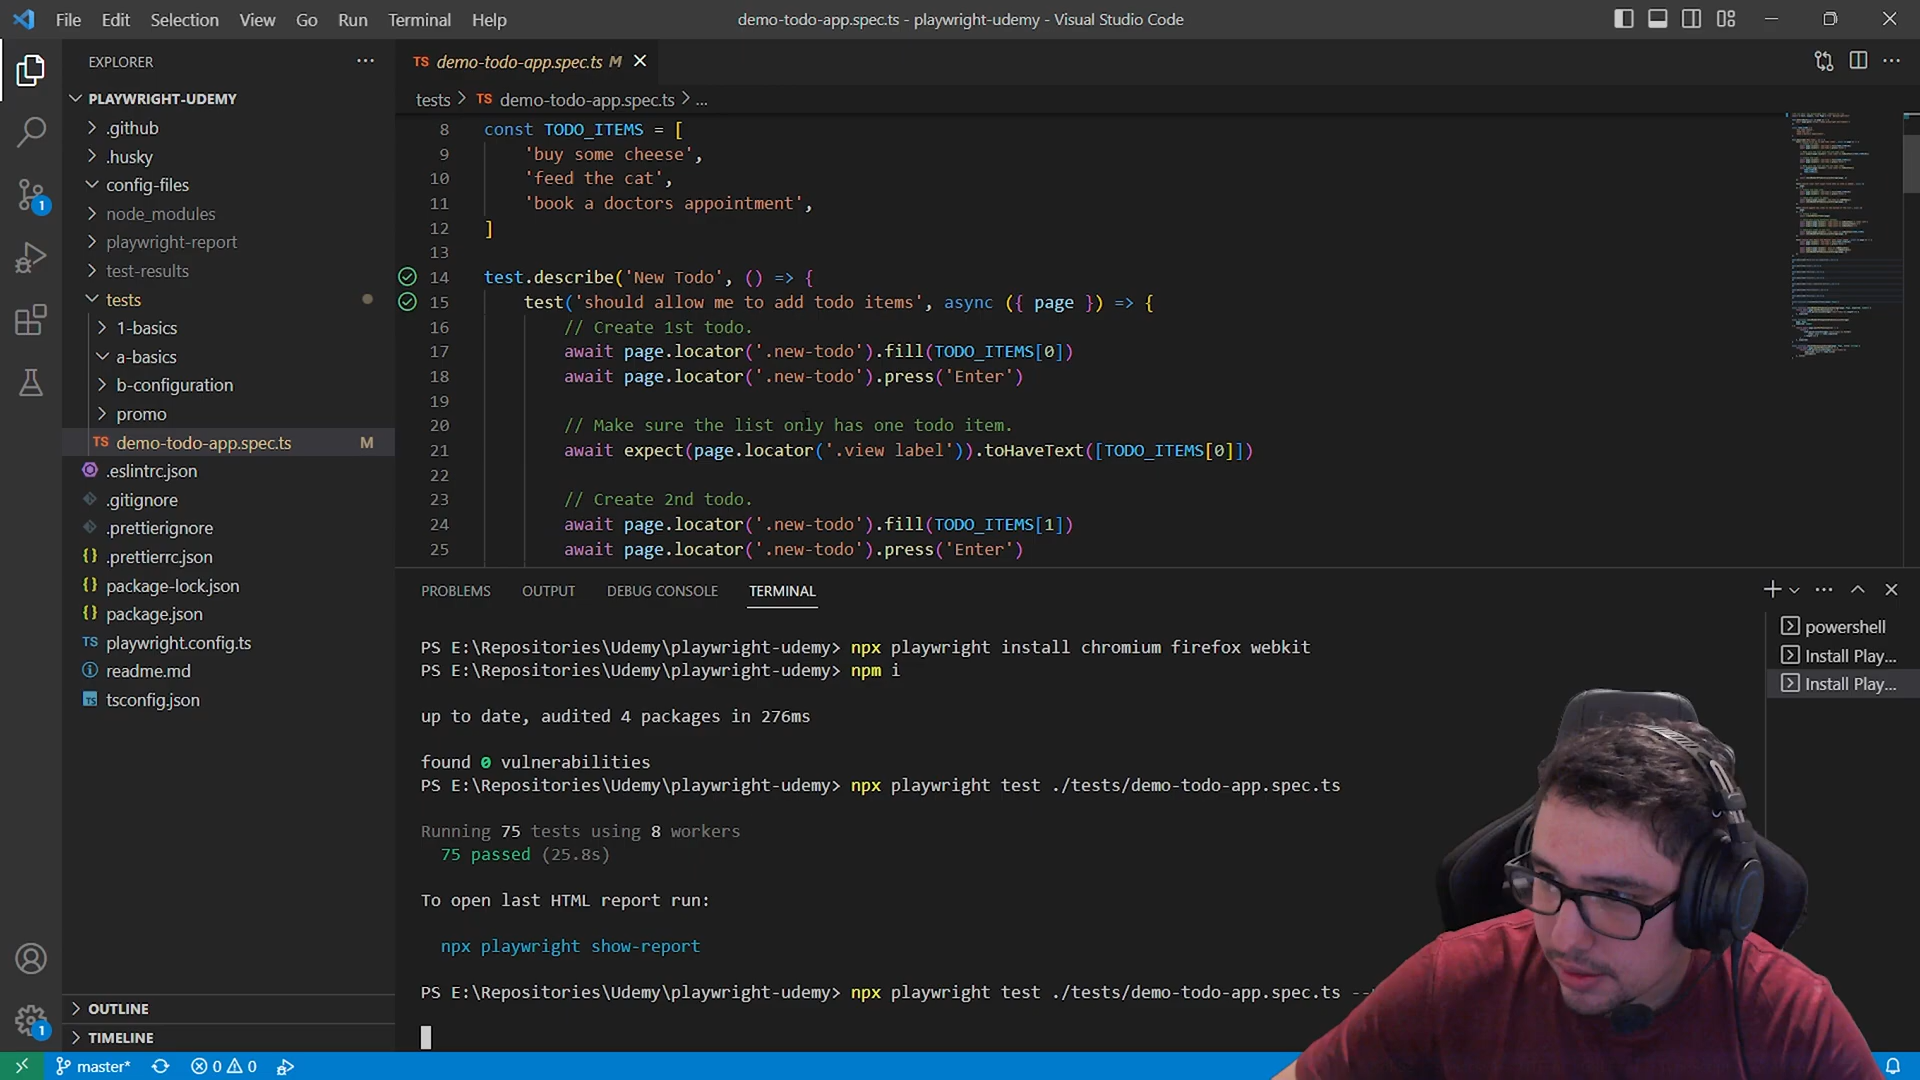 File Edit Selection View Go Run Terminal Help
demo-todo-app.spec.ts - playwright-udemy - Visual Studio Code
EXPLORER
PLAYWRIGHT-UDEMY
.github
.husky
config-files
node_modules
playwright-report
test-results
tests
1-basics
a-basics
b-configuration
promo
TS demo-todo-app.spec.ts M
.eslintrc.json
.gitignore
.prettierignore
{} .prettierrc.json
{} package-lock.json
{} package.json
TS playwright.config.ts
readme.md
TS tsconfig.json
OUTLINE
TIMELINE
TS demo-todo-app.spec.ts M
tests > TS demo-todo-app.spec.ts > ...
8 const TODO_ITEMS = [
9 'buy some cheese',
10 'feed the cat',
11 'book a doctors appointment',
12 ]
13
14 test.describe('New Todo', () => {
15 test('should allow me to add todo items', async ({ page }) => {
16 // Create 1st todo.
17 await page.locator('.new-todo').fill(TODO_ITEMS[0])
18 await page.locator('.new-todo').press('Enter')
19
20 // Make sure the list only has one todo item.
21 await expect(page.locator('.view label')).toHaveText([TODO_ITEMS[0]])
22
23 // Create 2nd todo.
24 await page.locator('.new-todo').fill(TODO_ITEMS[1])
25 await page.locator('.new-todo').press('Enter')
PROBLEMS OUTPUT DEBUG CONSOLE TERMINAL
PS E:\Repositories\Udemy\playwright-udemy> npx playwright install chromium firefox webkit
PS E:\Repositories\Udemy\playwright-udemy> npm i
up to date, audited 4 packages in 276ms
found 0 vulnerabilities
PS E:\Repositories\Udemy\playwright-udemy> npx playwright test ./tests/demo-todo-app.spec.ts
Running 75 tests using 8 workers
75 passed (25.8s)
To open last HTML report run:
npx playwright show-report
PS E:\Repositories\Udemy\playwright-udemy> npx playwright test ./tests/demo-todo-app.spec.ts --
powershell
Install Play...
Install Play...
1
1
master* 0 0